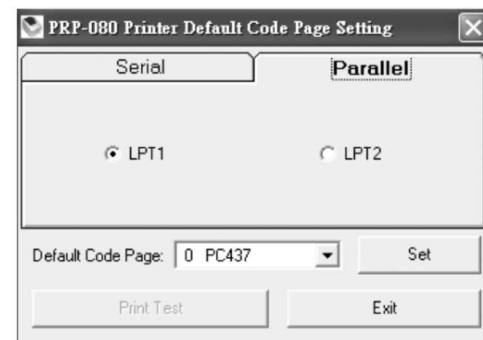 PRP-080 Printer Default Code Page Setting
Serial Parallel
LPT1 LPT2
Default Code Page: 0 PC437 Set
Print Test Exit